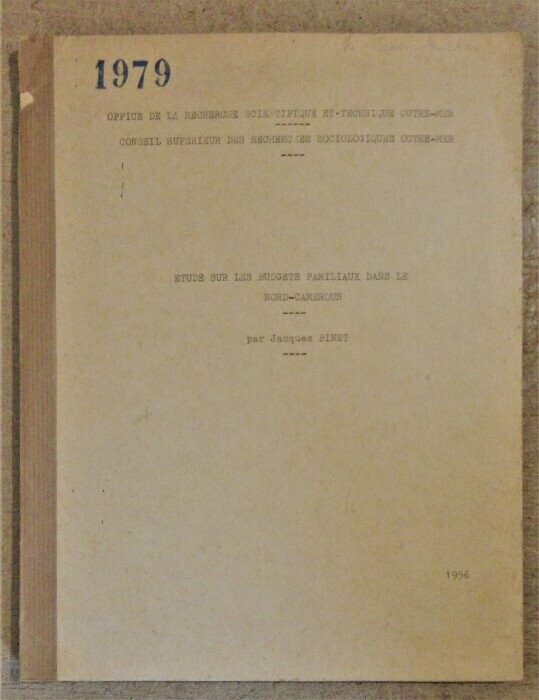 1979
OFFICE DE LA RECHERCHE SCIENTIFIQUE ET-TECHNIQUE OUTRE-MER
------
CONSEIL SUPERIEUR DES RECHERCHES SOCIOLOGIQUES OUTRE-MER
----
ETUDE SUR LES BUDGETS FAMILIAUX DANS LE
NORD-CAMEROUN
----
par Jacques BINET
----
1956